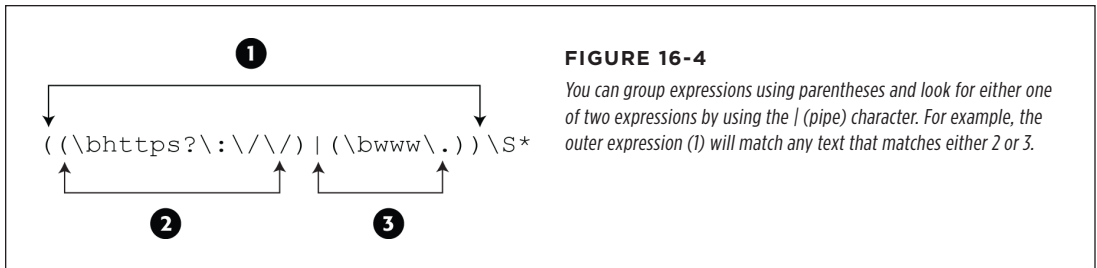 1
((\bhttps?\:\/\/)|(\bwww\.))\S*
2
3
FIGURE 16-4
You can group expressions using parentheses and look for either one
of two expressions by using the | (pipe) character. For example, the
outer expression (1) will match any text that matches either 2 or 3.